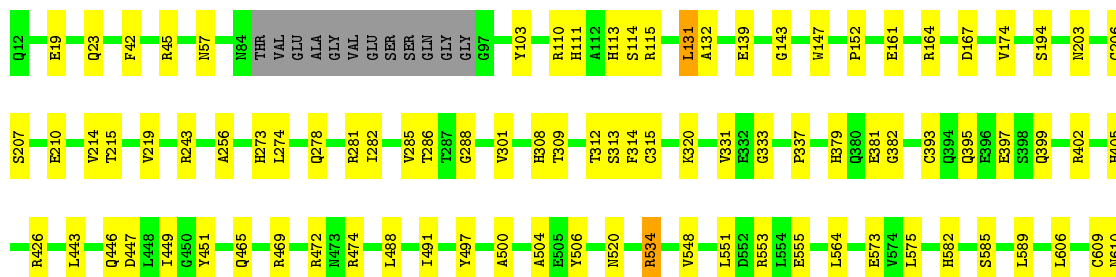 Q12 E19 Q23 F42 R45 N57 N84 THR VAL GLU ALA GLY VAL GLU SER SER GLN GLY GLY G97 Y103 R110 H111 A112 H113 S114 R115 L131 A132 E139 G143 W147 P152 E161 R164 D167 V174 S194 N203
S207 E210 V214 T215 V219 R243 A256 H273 L274 Q278 R281 I282 V285 T286 T287 G288 V301 H308 T309 T312 S313 F314 C315 K320 V331 E332 G333 P337 H379 Q380 E381 G382 C393 Q394 Q395 E396 E397 S398 Q399 R402 H405
R426 L443 Q446 D447 L448 I449 G450 Y451 Q465 R469 R472 N473 R474 L488 I491 Y497 A500 A504 E505 Y506 N520 R534 V548 L551 D552 R553 L554 E555 L564 E573 V574 L575 H582 S585 L589 L606 C609